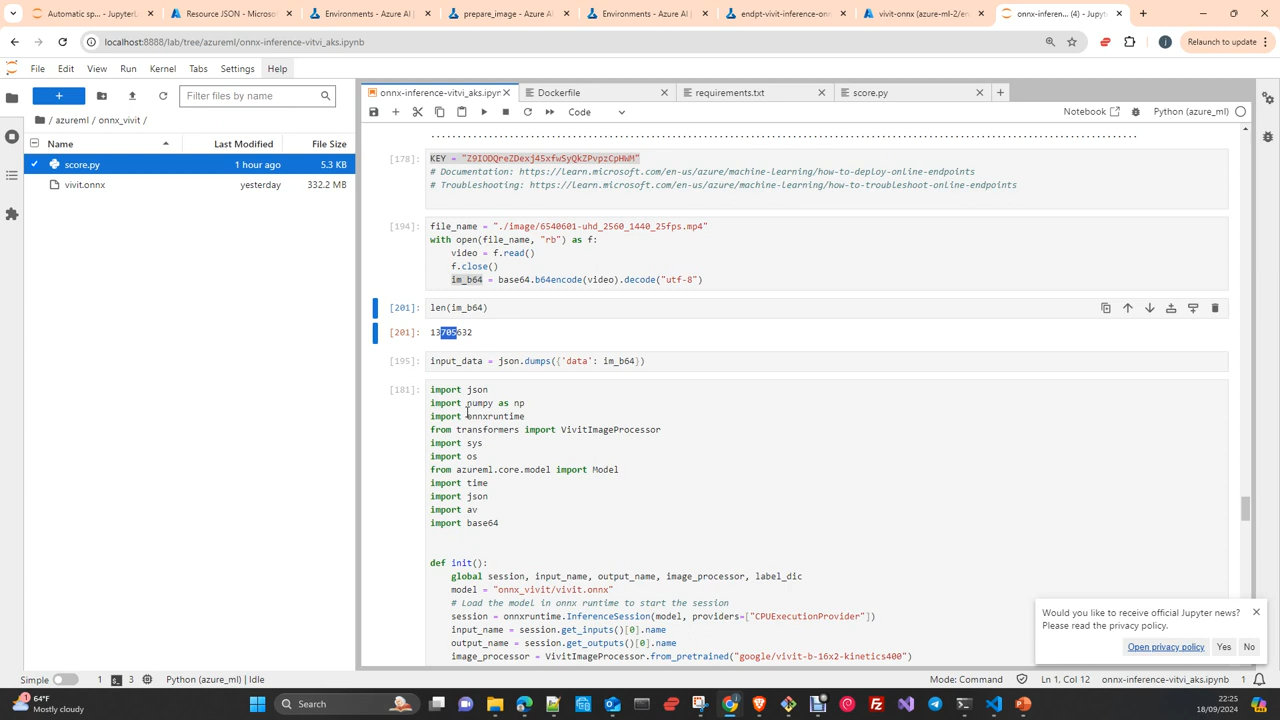 Automatic sp... - JupyterL
Resource JSON - Microso
Environments - Azure AI |
prepare_image - Azure AI
Environments - Azure AI |
endpt-vivit-inference-onn
vivit-onnx (azure-ml-2/en
onnx-inferen... (4) - Jupyt
localhost:8888/lab/tree/azureml/onnx-inference-vitvi_aks.ipynb
Relaunch to update
File Edit View Run Kernel Tabs Settings Help
onnx-inference-vitvi_aks.ipyn
Dockerfile
requirements.txt
score.py
Filter files by name
Code
Notebook
Python (azure_ml)
/ azureml / onnx_vivit /
Name Last Modified File Size
score.py 1 hour ago 5.3 KB
vivit.onnx yesterday 332.2 MB
[178]: KEY = "Z9IODQreZDexj45xfwSyQkZPvpzCpHWM"
# Documentation: https://learn.microsoft.com/en-us/azure/machine-learning/how-to-deploy-online-endpoints
# Troubleshooting: https://learn.microsoft.com/en-us/azure/machine-learning/how-to-troubleshoot-online-endpoints
[194]: file_name = "./image/6540601-uhd_2560_1440_25fps.mp4"
with open(file_name, "rb") as f:
video = f.read()
f.close()
im_b64 = base64.b64encode(video).decode("utf-8")
[201]: len(im_b64)
[201]: 13705632
[195]: input_data = json.dumps({'data': im_b64})
[181]: import json
import numpy as np
import onnxruntime
from transformers import VivitImageProcessor
import sys
import os
from azureml.core.model import Model
import time
import json
import av
import base64
def init():
global session, input_name, output_name, image_processor, label_dic
model = "onnx_vivit/vivit.onnx"
# Load the model in onnx runtime to start the session
session = onnxruntime.InferenceSession(model, providers=["CPUExecutionProvider"])
input_name = session.get_inputs()[0].name
output_name = session.get_outputs()[0].name
image_processor = VivitImageProcessor.from_pretrained("google/vivit-b-16x2-kinetics400")
Would you like to receive official Jupyter news?
Please read the privacy policy.
Open privacy policy Yes No
Simple 1 3 Python (azure_ml) | Idle
Mode: Command Ln 1, Col 12 onnx-inference-vitvi_aks.ipynb 1
64°F
Mostly cloudy
Search
22:25
18/09/2024